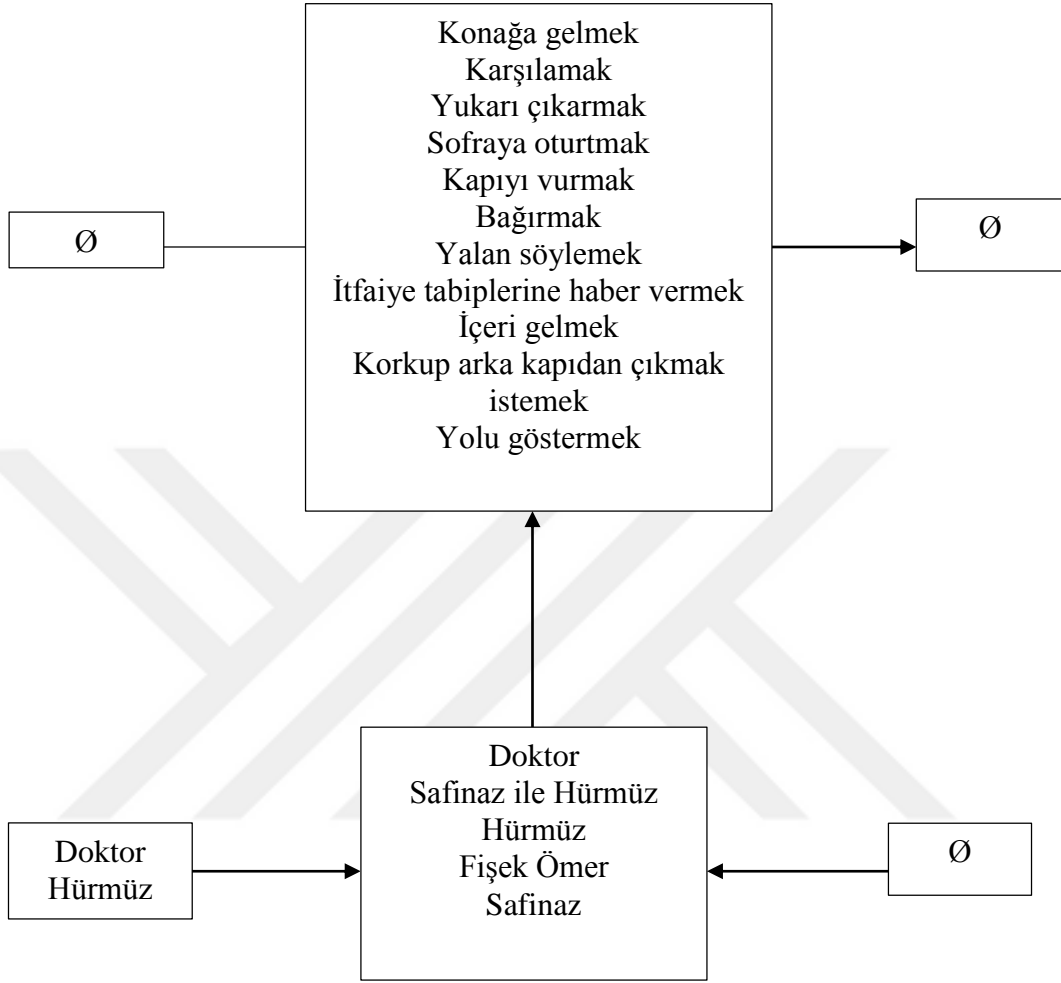 Konağa gelmek
Karşılamak
Yukarı çıkarmak
Sofraya oturtmak
Kapıyı vurmak
Bağırmak
Yalan söylemek
İtfaiye tabiplerine haber vermek
İçeri gelmek
Korkup arka kapıdan çıkmak
istemek
Yolu göstermek
Ø
Ø
Doktor
Safinaz ile Hürmüz
Hürmüz
Fişek Ömer
Safinaz
Doktor
Hürmüz
Ø